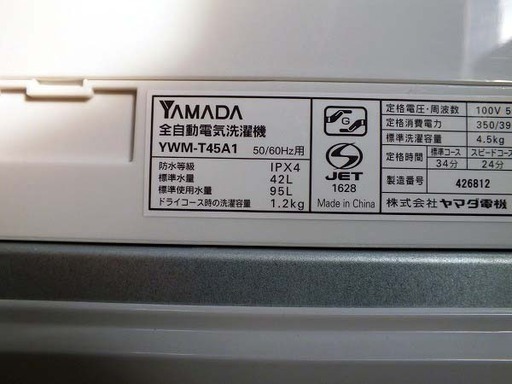 YAMADA
全自動電気洗濯機
YWM-T45A1 50/60Hz用
防水等級 IPX4
標準水量 42L
標準使用水量 95L
ドライコース時の洗濯容量 1.2kg
G
JET
1628
Made in China
定格電圧・周波数 100V 5
定格消費電力 350/39
標準洗濯容量 4.5kg
定格時間 標準コース スピードコース
34分 24分
製造番号 426812
株式会社 ヤマダ電機